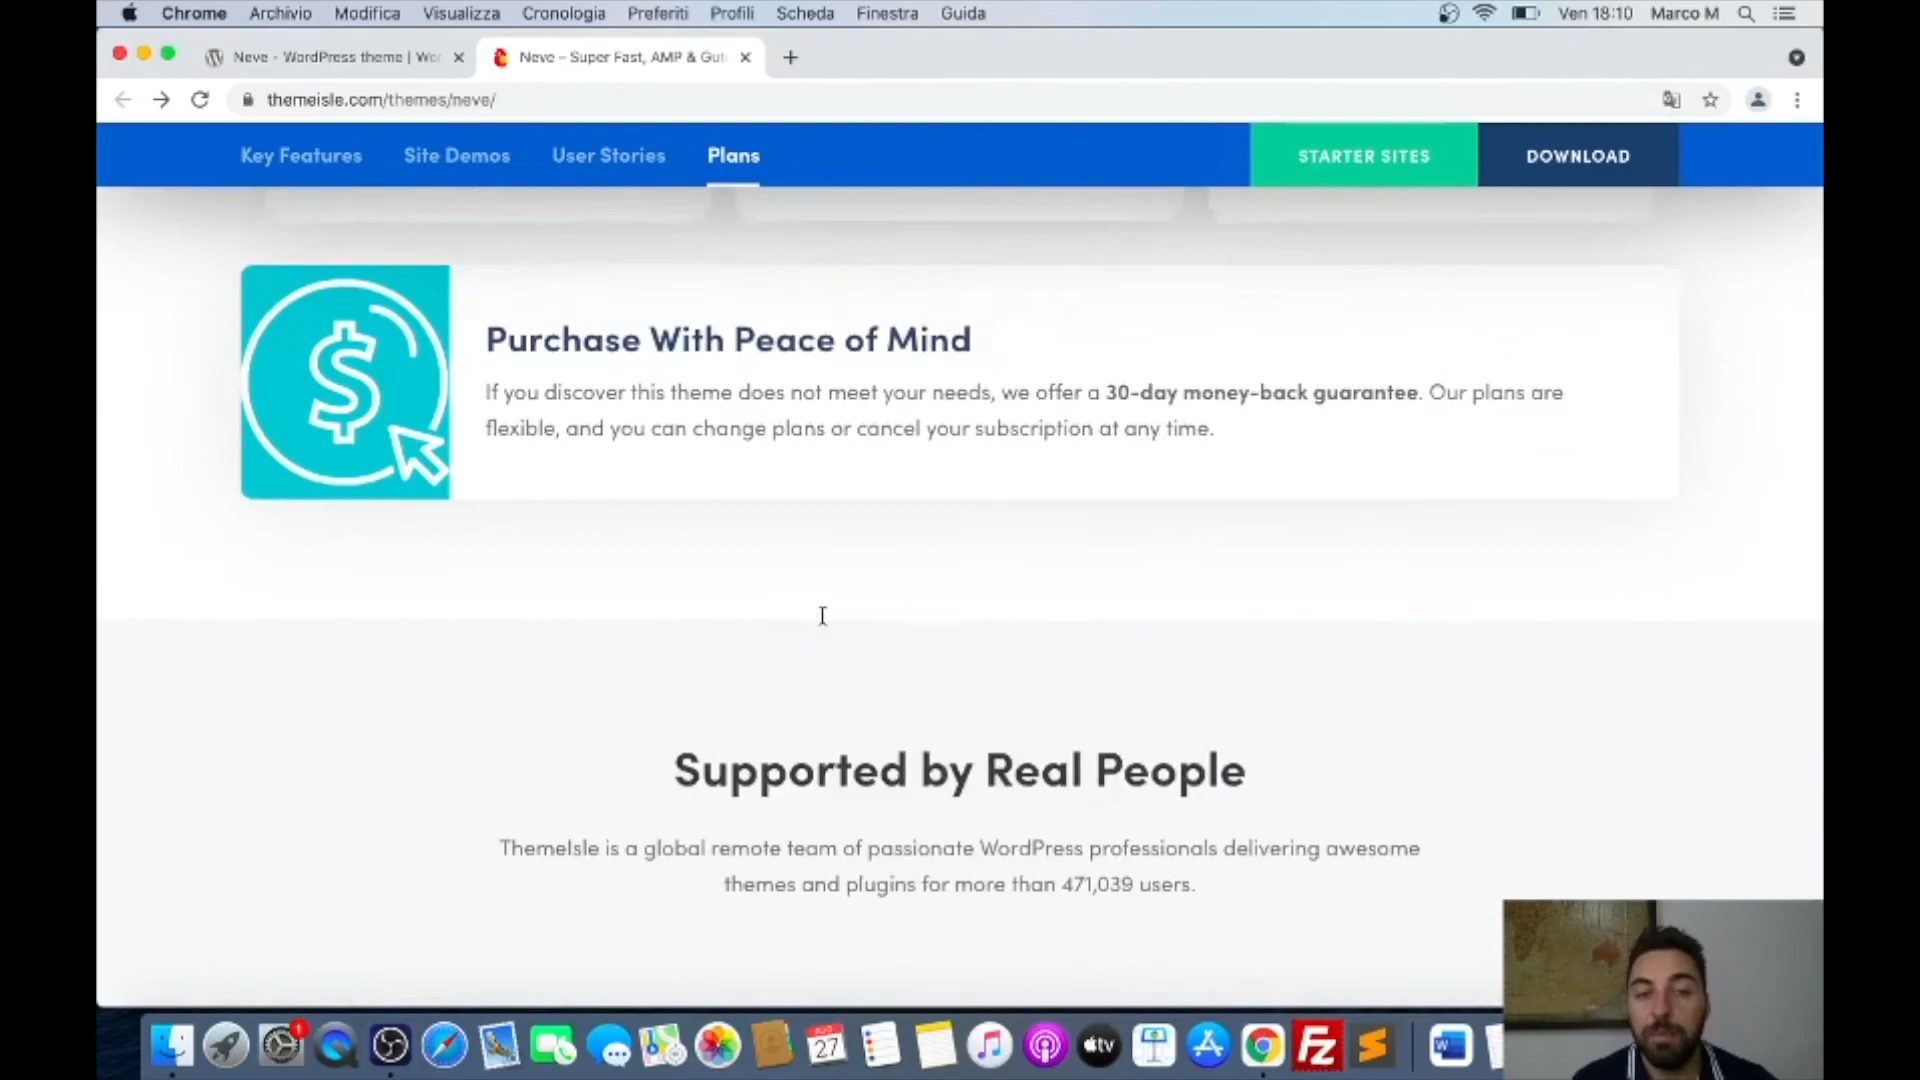 Chrome Archivio Modifica Visualizza Cronologia Preferiti Profili Scheda Finestra Guida Ven 18:10 Marco M
Neve - WordPress theme | Wor Neve – Super Fast, AMP & Gut
themeisle.com/themes/neve/
Key Features Site Demos User Stories Plans STARTER SITES DOWNLOAD
Purchase With Peace of Mind
If you discover this theme does not meet your needs, we offer a 30-day money-back guarantee. Our plans are
flexible, and you can change plans or cancel your subscription at any time.
Supported by Real People
ThemeIsle is a global remote team of passionate WordPress professionals delivering awesome
themes and plugins for more than 471,039 users.
1
27
tv
Fz
W